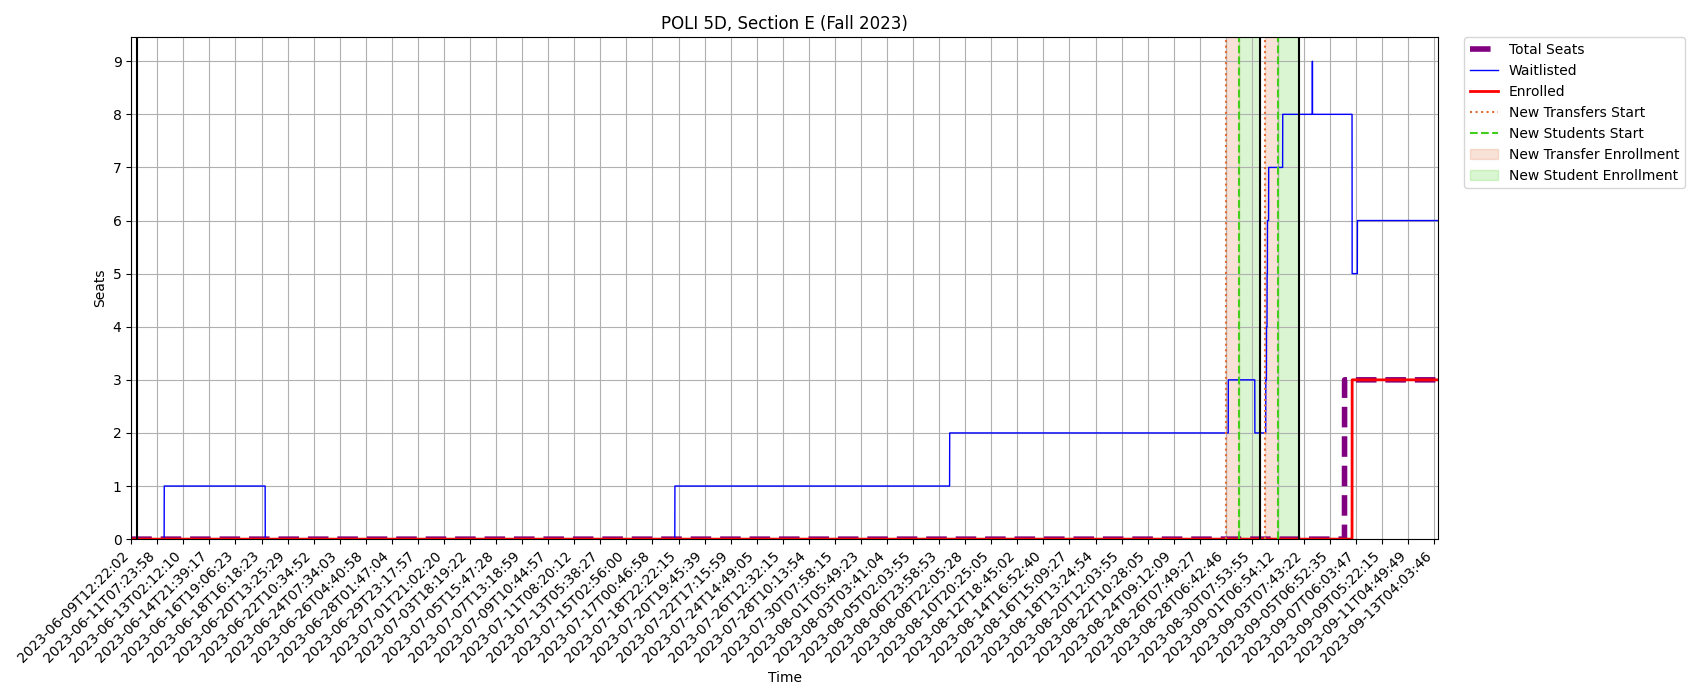 POLI 5D, Section E (Fall 2023)
Total Seats
Waitlisted
Enrolled
New Transfers Start
New Students Start
New Transfer Enrollment
New Student Enrollment
Seats
9
8
7
6
5
4
3
2
1
0
2023-06-09T12:22:02
2023-06-11T07:23:58
2023-06-13T02:12:10
2023-06-14T21:39:17
2023-06-16T19:06:23
2023-06-18T16:18:23
2023-06-20T13:25:29
2023-06-22T10:34:52
2023-06-24T07:34:03
2023-06-26T04:40:58
2023-06-28T01:47:04
2023-06-29T23:17:57
2023-07-01T21:02:20
2023-07-03T18:19:22
2023-07-05T15:47:28
2023-07-07T13:18:59
2023-07-09T10:44:57
2023-07-11T08:20:12
2023-07-13T05:38:27
2023-07-15T02:56:00
2023-07-17T00:46:58
2023-07-18T22:22:15
2023-07-20T19:45:39
2023-07-22T17:15:59
2023-07-24T14:49:05
2023-07-26T12:32:15
2023-07-28T10:13:54
2023-07-30T07:58:15
2023-08-01T05:49:23
2023-08-03T03:41:04
2023-08-05T02:03:55
2023-08-06T23:58:53
2023-08-08T22:05:28
2023-08-10T20:25:05
2023-08-12T18:45:02
2023-08-14T16:52:40
2023-08-16T15:09:27
2023-08-18T13:24:54
2023-08-20T12:03:55
2023-08-22T10:28:05
2023-08-24T09:12:09
2023-08-26T07:49:27
2023-08-28T06:42:46
2023-08-30T07:53:55
2023-09-01T06:54:12
2023-09-03T07:43:22
2023-09-05T06:52:35
2023-09-07T06:03:47
2023-09-09T05:22:15
2023-09-11T04:49:49
2023-09-13T04:03:46
Time